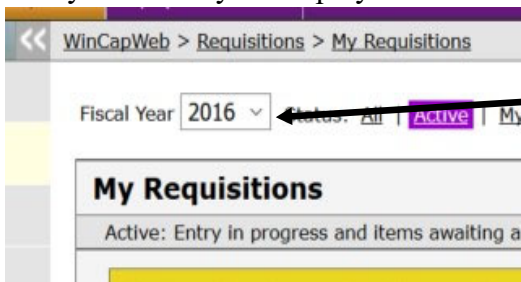 WinCapWeb > Requisitions > My Requisitions
Fiscal Year 2016 Status: All | Active | My
My Requisitions
Active: Entry in progress and items awaiting a